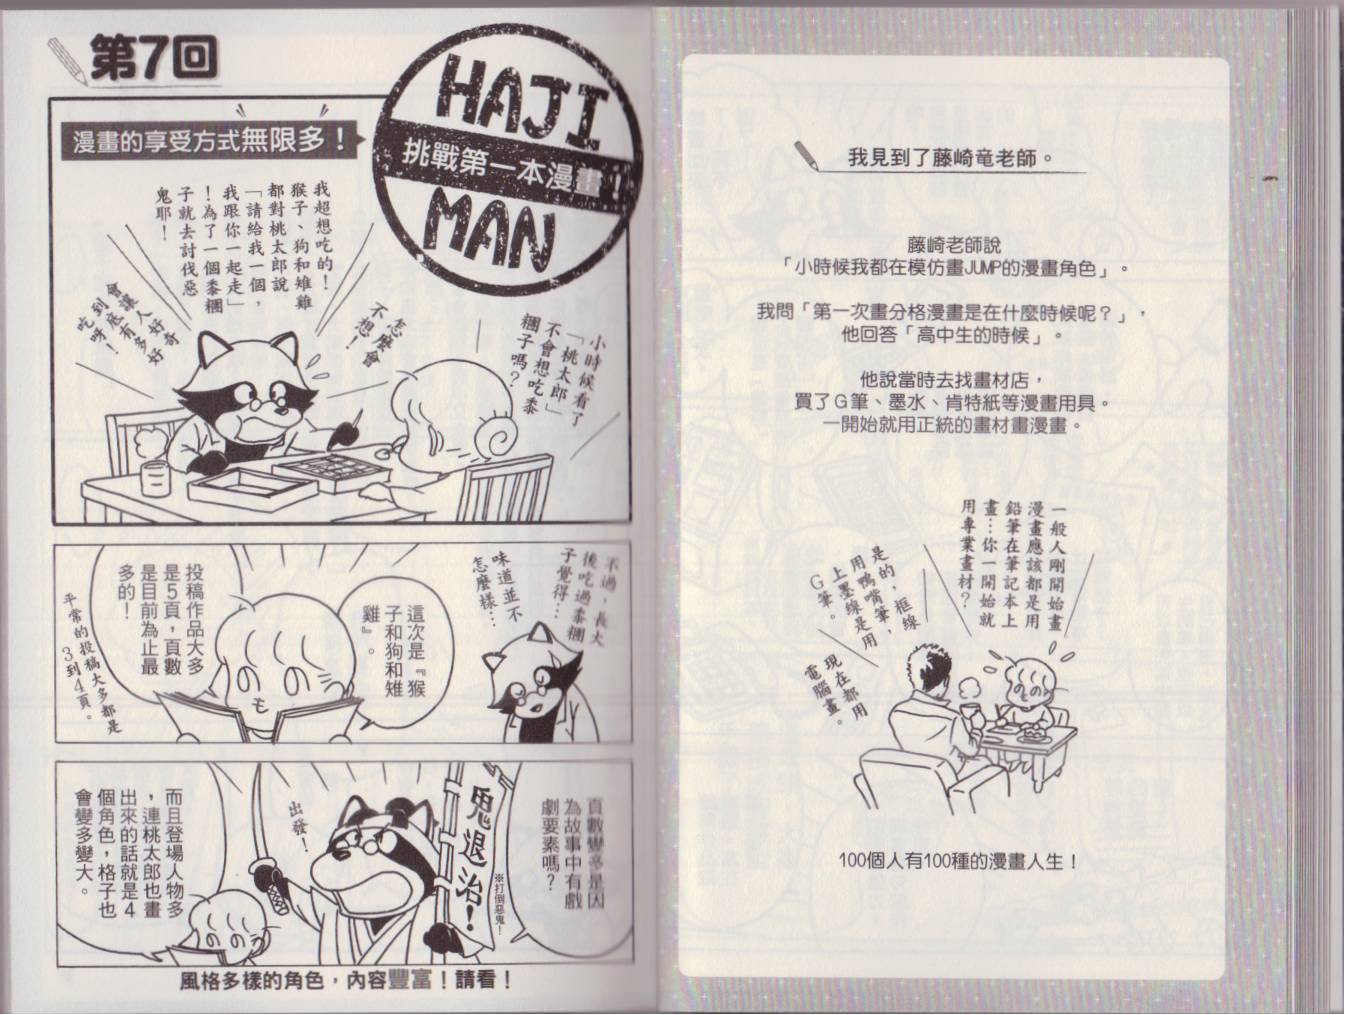 第7回
HAJI
挑戰第一本漫畫！
MAN
漫畫的享受方式無限多！
小時候看了
「『桃太郎』
不會想吃黍
糰子嗎？
怎麼會
不想！
我超想吃的！
猴子、狗和雉雞
都對桃太郎說
「請給我一個，
我跟你一起走」
！為了一個黍糰
子就去討伐惡
鬼耶！
會讓人好奇
到底有多好
吃呀！
不過，長大
後吃過黍糰
子覺得…
味道並不
怎麼樣…
這次是『猴
子和狗和雉
雞』。
投稿作品大多
是5頁，頁數
是目前為止最
多的！
平常的投稿大多都是
3到4頁。
頁數變多是因
為故事中有戲
劇要素嗎？
鬼退治！
※打倒惡鬼！
出發！
而且登場人物多
，連桃太郎也畫
出來的話就是4
個角色，格子也
會變多變大。
風格多樣的角色，內容豐富！請看！
我見到了藤崎竜老師。
藤崎老師說
「小時候我都在模仿畫JUMP的漫畫角色」。
我問「第一次畫分格漫畫是在什麼時候呢？」，
他回答「高中生的時候」。
他說當時去找畫材店，
買了G筆、墨水、肯特紙等漫畫用具。
一開始就用正統的畫材畫漫畫。
一般人剛開始畫
漫畫應該都是用
鉛筆在筆記本上
畫…你一開始就
用專業畫材？
是的，框線
用鴨嘴筆，
上墨線是用
G筆。
現在都用
電腦畫。
100個人有100種的漫畫人生！